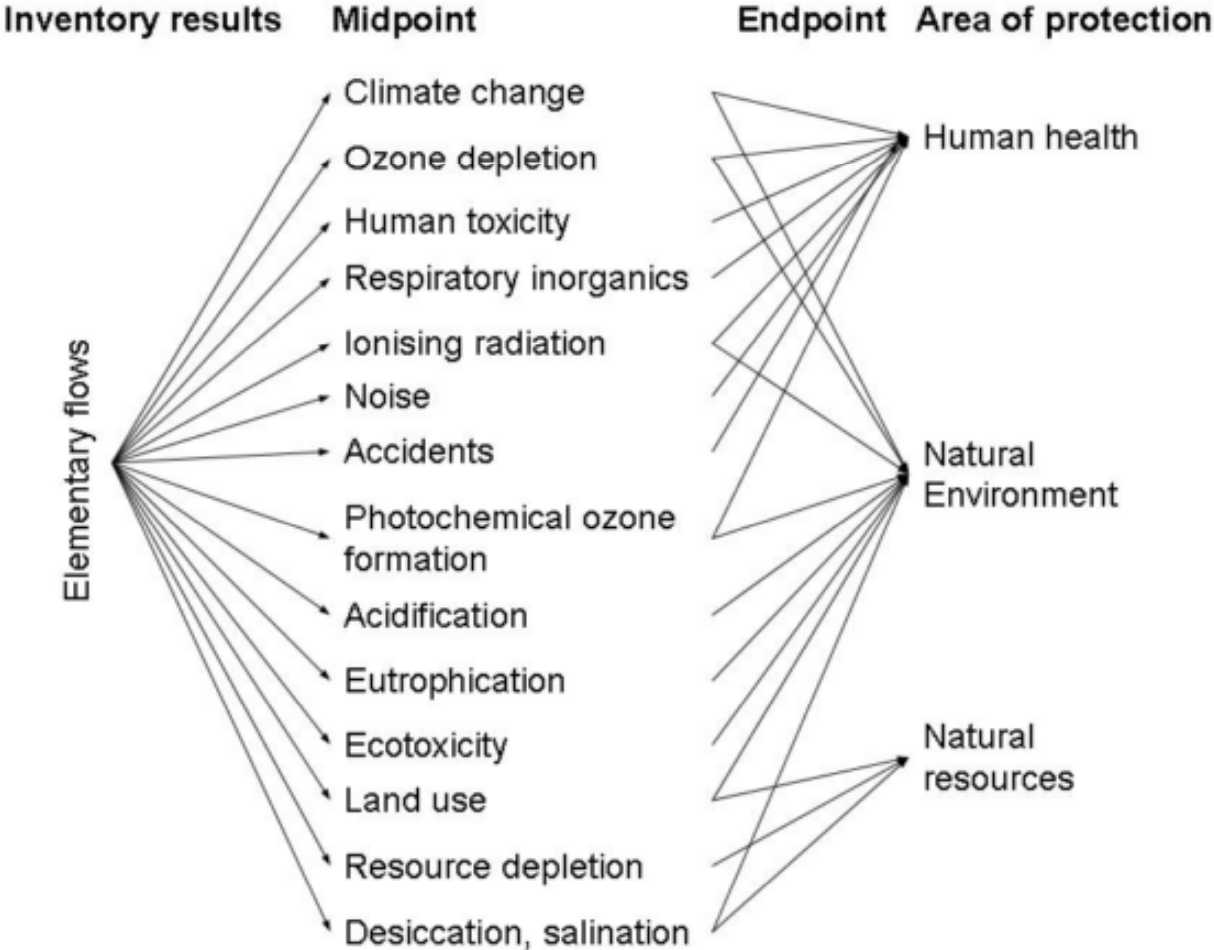 Inventory results Midpoint Endpoint Area of protection
Climate change
Ozone depletion
Human toxicity
Respiratory inorganics
Ionising radiation
Noise
Accidents
Photochemical ozone
formation
Acidification
Eutrophication
Ecotoxicity
Land use
Resource depletion
Desiccation, salination
Elementary flows
Human health
Natural
Environment
Natural
resources